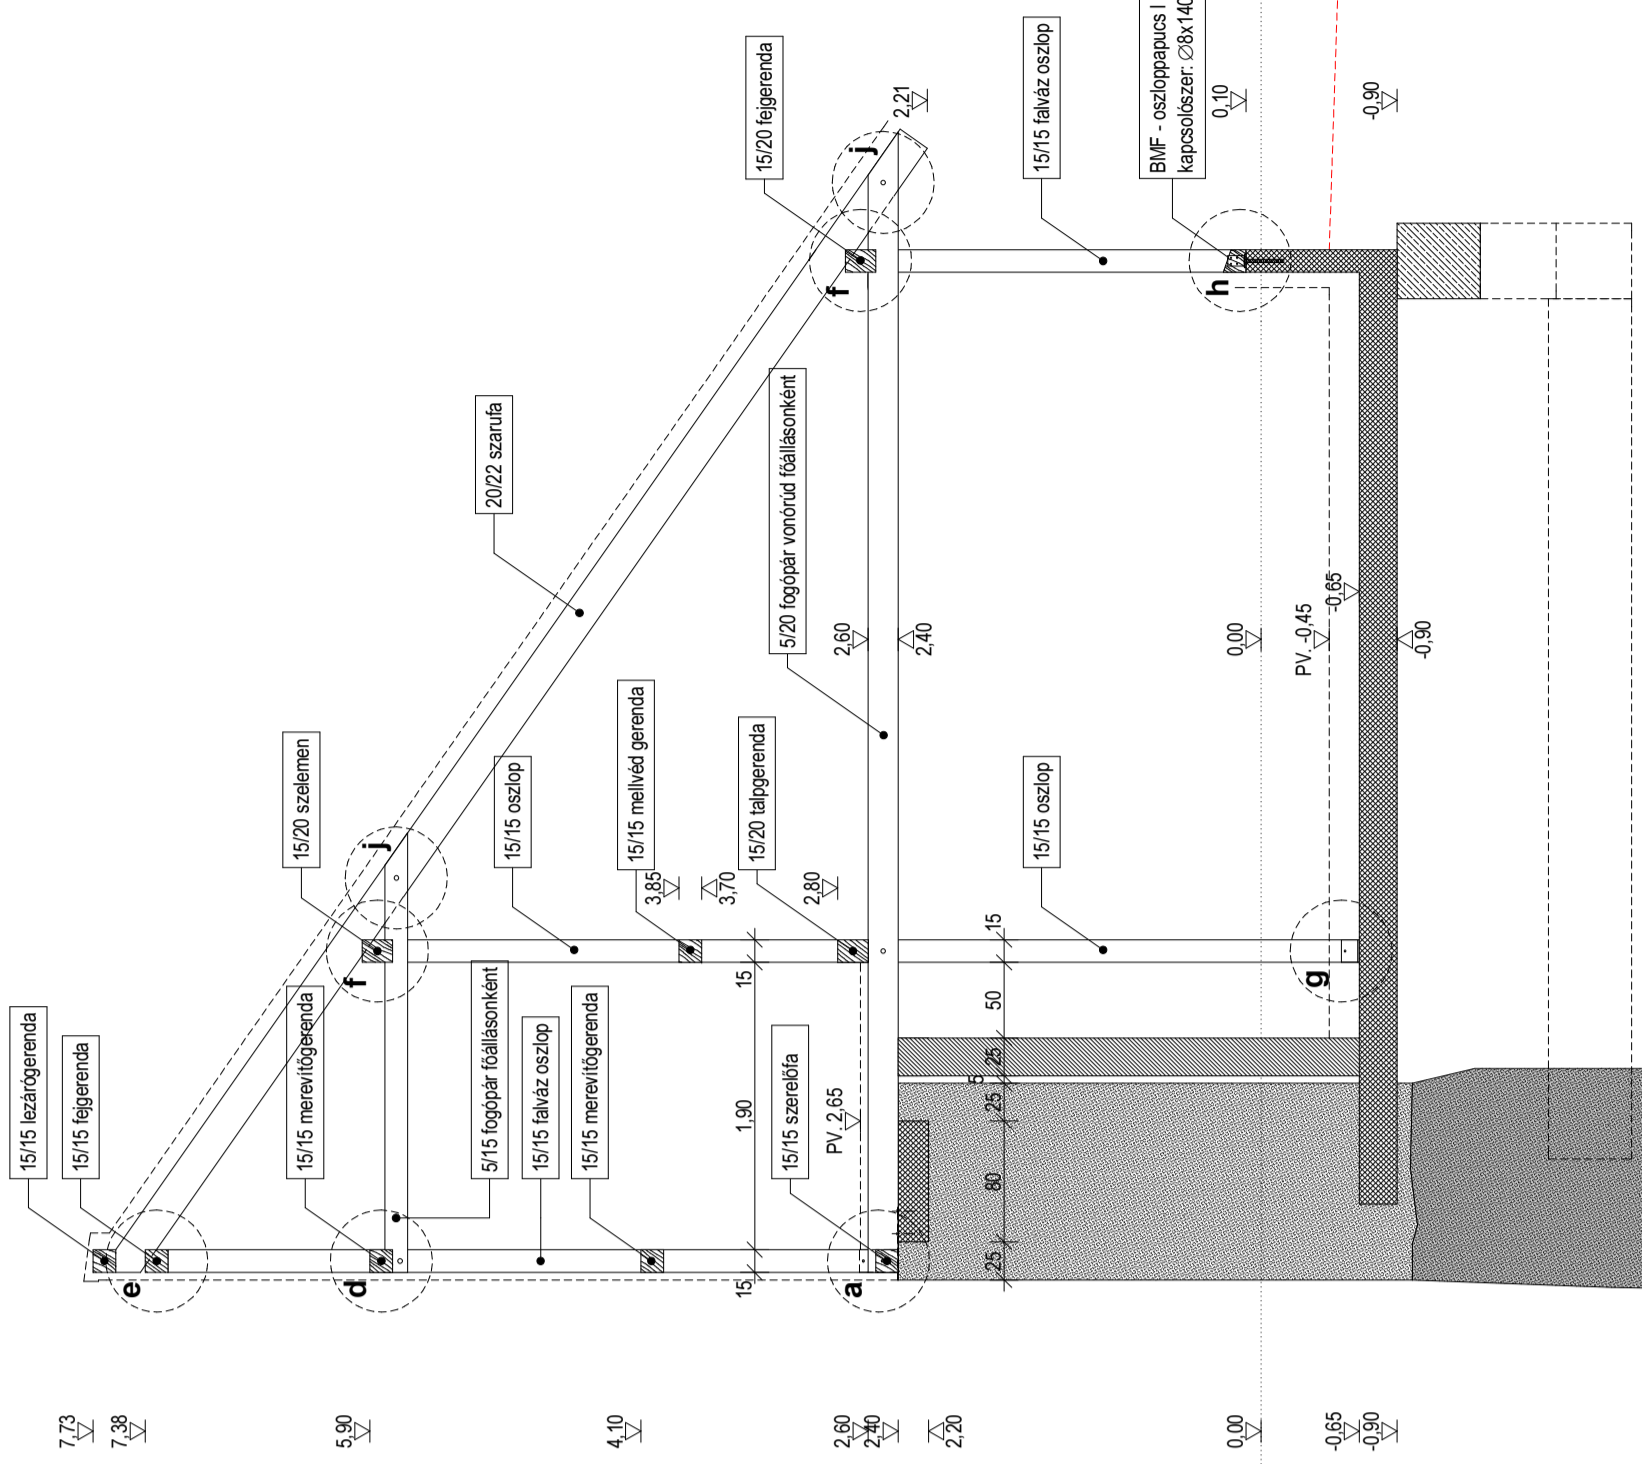 15/15 lezárógerenda
15/15 fejgerenda
15/15 merevítőgerenda
5/15 fogópár főállásonként
15/15 falváz oszlop
15/15 merevítőgerenda
15/15 szerelőfa
15/20 szelemen
15/15 oszlop
15/15 mellvéd gerenda
15/20 talpgerenda
15/15 oszlop
20/22 szarufa
5/20 fogópár vonórúd főállásonként
15/20 fejgerenda
15/15 falváz oszlop
BMF - oszloppapucs
kapcsolószer: Ø8x140
e
d
a
f
j
f
j
g
h
7,73
7,38
5,90
4,10
2,60
2,40
2,20
0,00
-0,65
-0,90
3,85
3,70
2,80
2,60
2,40
0,00
PV. -0,45
-0,65
-0,90
2,21
0,10
-0,90
PV. 2,65
15
1,90
15
25
80
25
5
25
50
15